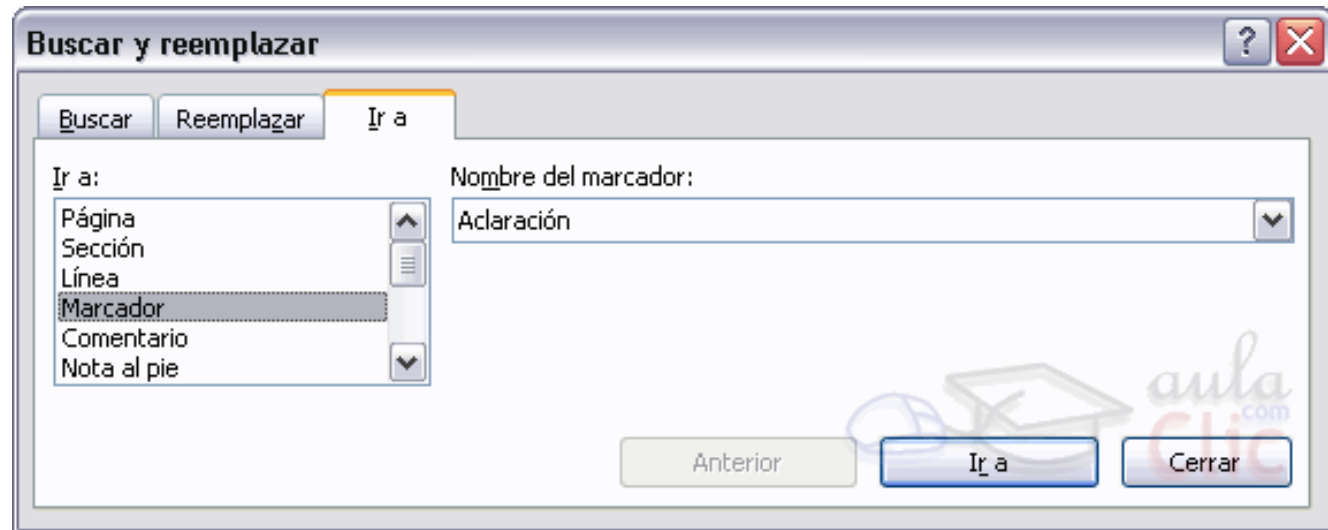 Buscar y reemplazar
?
Buscar Reemplazar Ir a
Ir a:
Página
Sección
Línea
Marcador
Comentario
Nota al pie
Nombre del marcador:
Aclaración
aula
.com
Clic
Anterior Ir a Cerrar